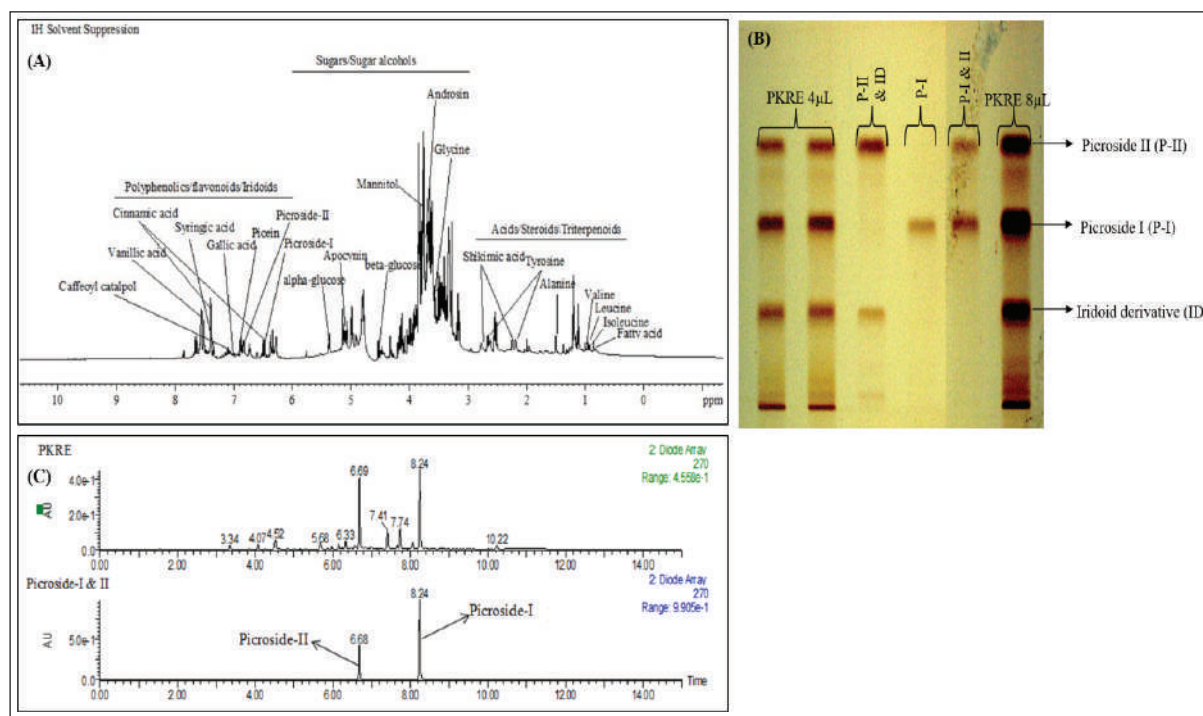 1H Solvent Suppression
(A)
Sugars/Sugar alcohols
Androsin
Glycine
Mannitol
Polyphenolics/flavonoids/Iridoids
Cinnamic acid
Syringic acid
Gallic acid
Picein
Picroside-II
Picroside-I
Vanillic acid
Caffeoyl catalpol
alpha-glucose
Apocynin
beta-glucose
Acids/Steroids/Triterpenoids
Shikimic acid
Tyrosine
Alanine
Valine
Leucine
Isoleucine
Fatty acid
10 9 8 7 6 5 4 3 2 1 0 ppm
(B)
PKRE 4µL
P-II & ID
P-I
P-I & II
PKRE 8µL
Picroside II (P-II)
Picroside I (P-I)
Iridoid derivative (ID
PKRE
(C)
2: Diode Array
270
Range: 4.558e-1
AU
4.0e-1
2.0e-1
0.0
3.34 4.07 4.52 5.68 6.33 6.69 7.41 7.74 8.24 10.22
0.00 2.00 4.00 6.00 8.00 10.00 12.00 14.00
Picroside-I & II
2: Diode Array
270
Range: 9.905e-1
AU
5.0e-1
0.0
Picroside-II
6.68
8.24
Picroside-I
Time
0.00 2.00 4.00 6.00 8.00 10.00 12.00 14.00